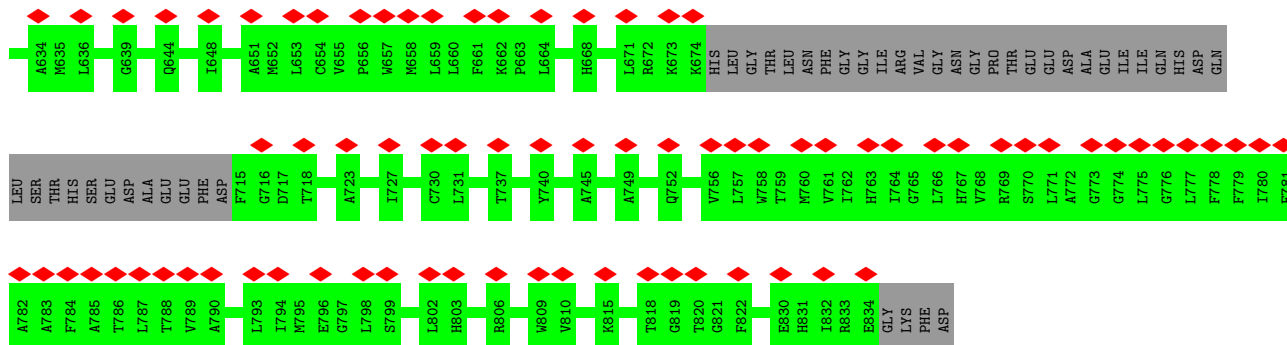 A634 M635 L636 G639 Q644 I648 A651 M652 L653 C654 V655 P656 W657 M658 L659 L660 F661 K662 P663 L664 H668 L671 R672 K673 K674 HIS LEU GLY THR LEU ASN PHE GLY GLY ILE ARG VAL GLY ASN GLY PRO THR GLU GLU ASP ALA GLU ILE ILE GLN HIS ASP GLN
LEU SER THR HIS SER GLU ASP ALA GLU GLU PHE ASP F715 G716 D717 T718 A723 I727 C730 L731 T737 Y740 A745 A749 Q752 V756 L757 W758 T759 M760 V761 I762 H763 I764 G765 L766 H767 V768 R769 S770 L771 A772 G773 G774 L775 G776 L777 F778 F779 I780 F781
A782 A783 F784 A785 T786 L787 T788 V789 A790 L793 I794 M795 E796 G797 L798 S799 L802 H803 R806 W809 V810 K815 T818 G819 T820 G821 F822 E830 H831 I832 R833 E834 GLY LYS PHE ASP